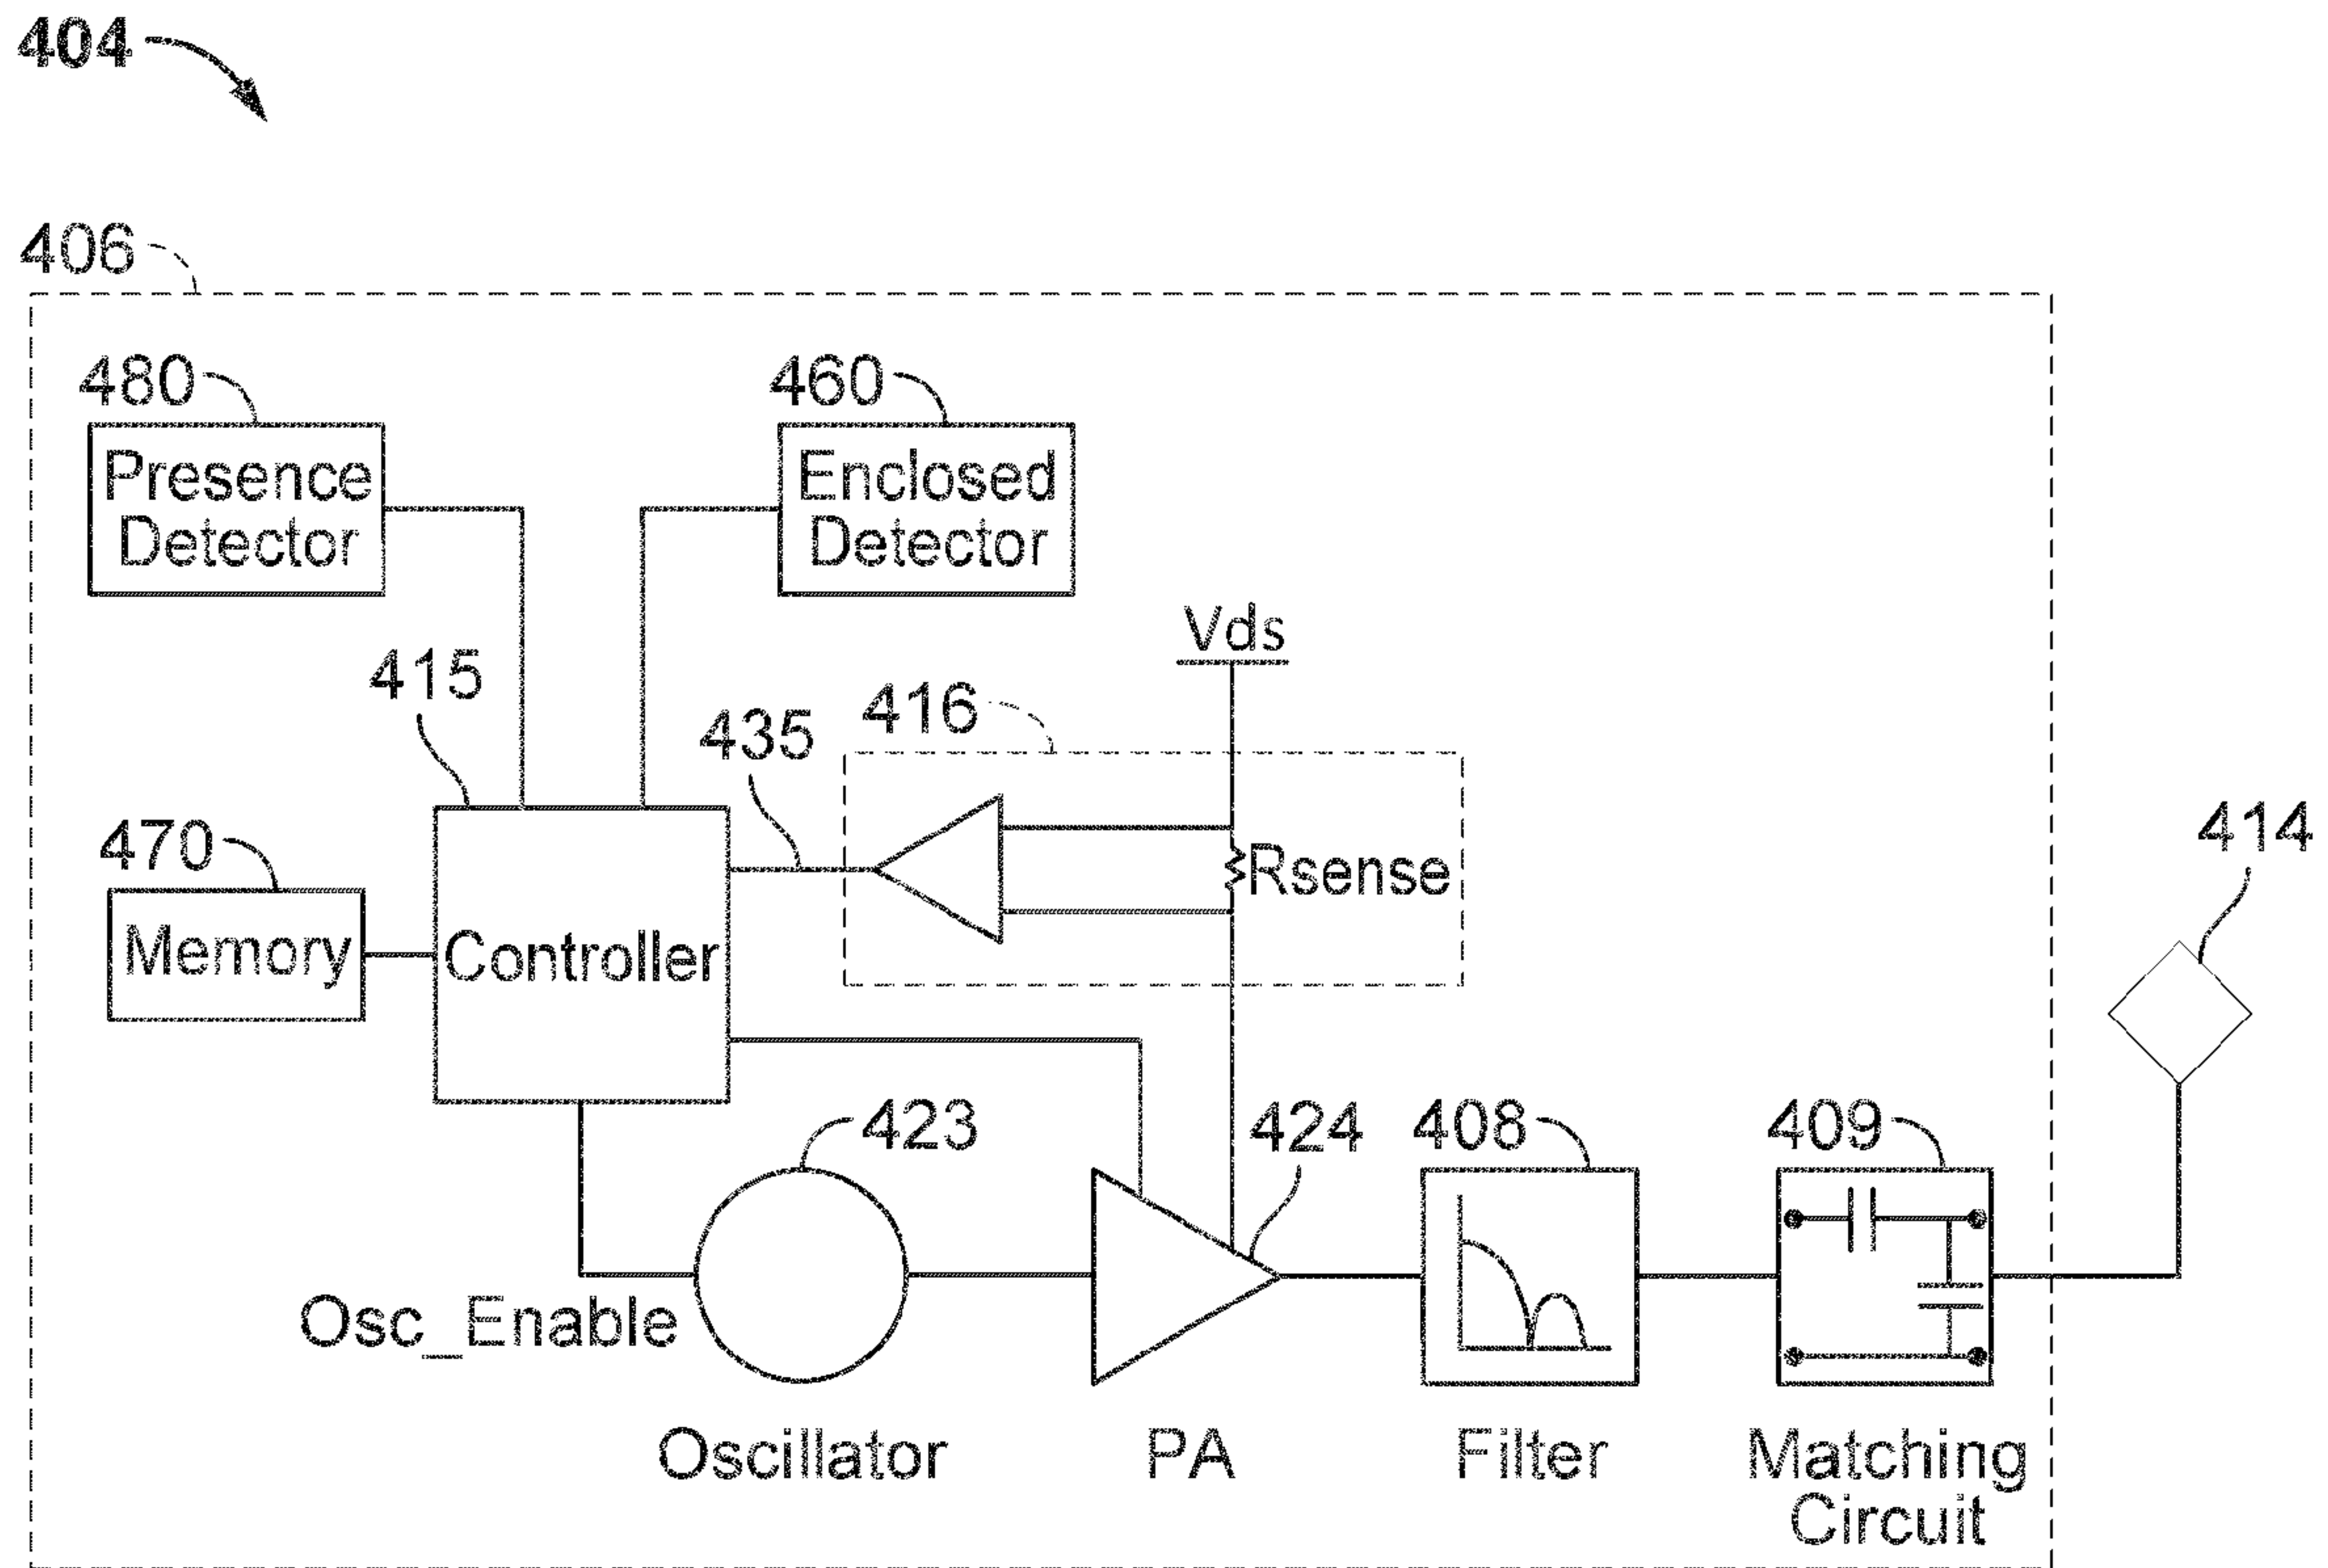 404
406
480
460
Presence
Detector
Enclosed
Detector
Vds
415
416
435
414
470
Rsense
Memory
Controller
423
424
408
409
Osc_Enable
Oscillator
PA
Filter
Matching
Circuit